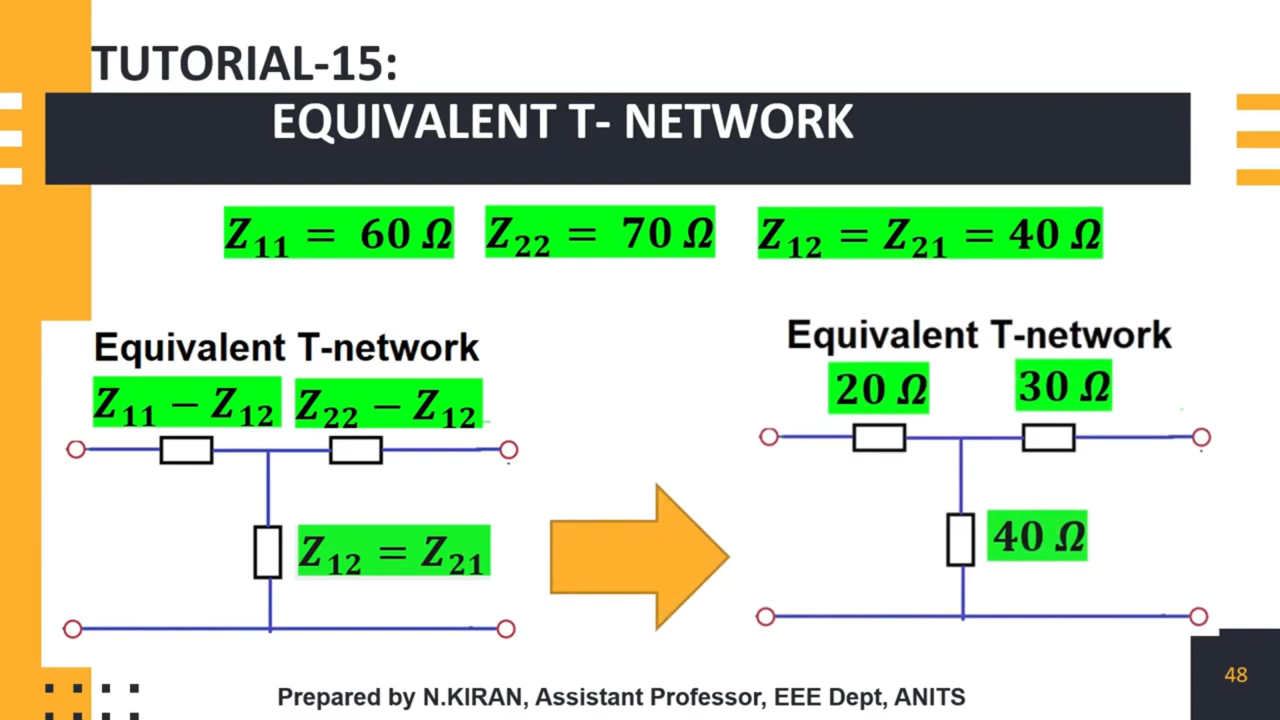 TUTORIAL-15:
EQUIVALENT T- NETWORK
Z₁₁ = 60 Ω Z₂₂ = 70 Ω Z₁₂ = Z₂₁ = 40 Ω
Equivalent T-network
Z₁₁ − Z₁₂ Z₂₂ − Z₁₂
Z₁₂ = Z₂₁
Equivalent T-network
20 Ω 30 Ω
40 Ω
48
Prepared by N.KIRAN, Assistant Professor, EEE Dept, ANITS